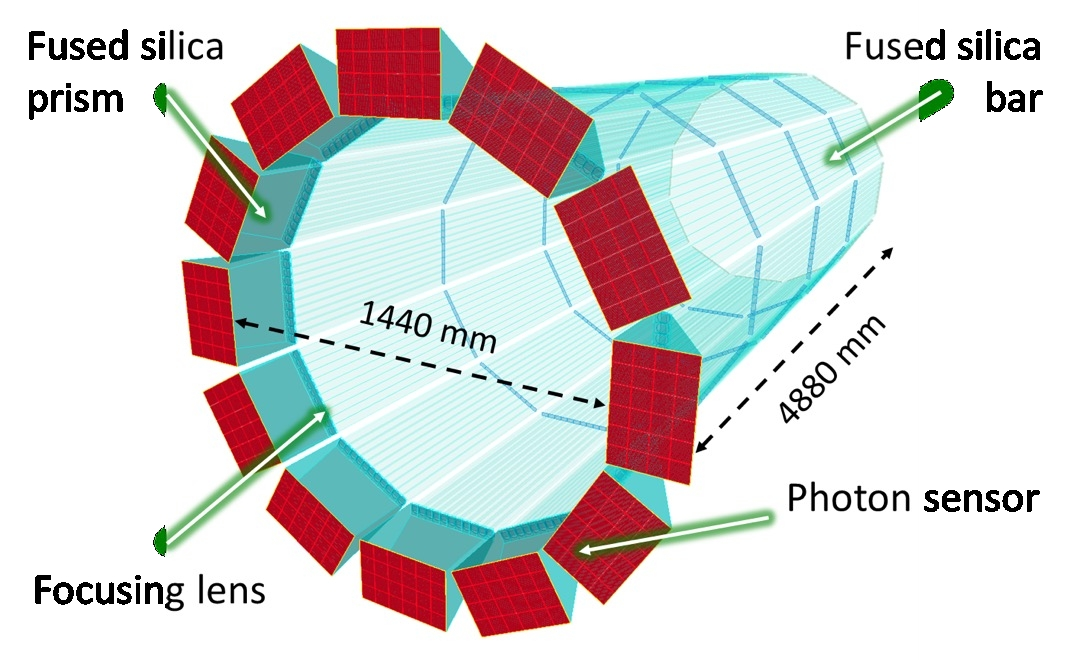 Fused silica
prism
Fused silica
bar
1440 mm
4880 mm
Photon sensor
Focusing lens